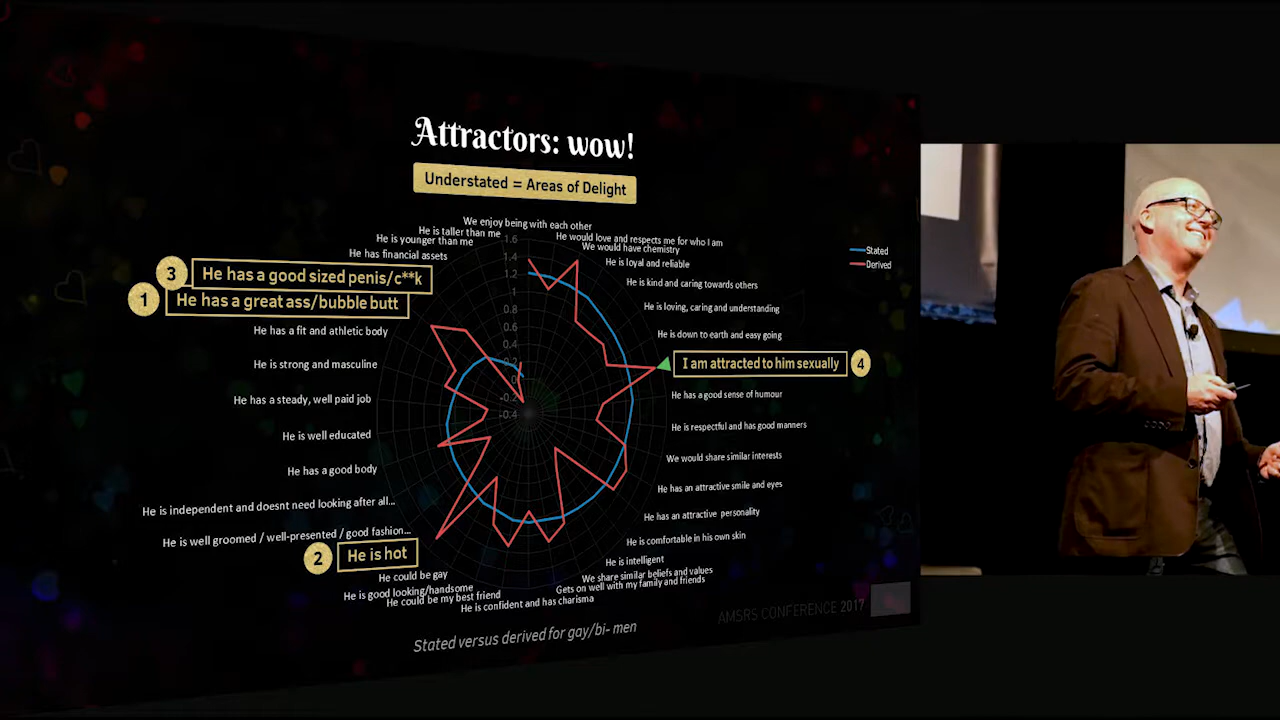 Attractors: wow!
Understated = Areas of Delight
We enjoy being with each other
He is taller than me
He would love and respects me for who I am
He is younger than me
We would have chemistry
He has financial assets
He is loyal and reliable
Stated
Derived
3 He has a good sized penis/c**k
He is kind and caring towards others
1 He has a great ass/bubble butt
He is loving, caring and understanding
He has a fit and athletic body
He is down to earth and easy going
He is strong and masculine
I am attracted to him sexually 4
He has a steady, well paid job
He has a good sense of humour
He is well educated
He is respectful and has good manners
He has a good body
We would share similar interests
He is independent and doesnt need looking after all...
He has an attractive smile and eyes
He is well groomed / well-presented / good fashion...
He has an attractive personality
2 He is hot
He is comfortable in his own skin
He could be gay
He is intelligent
He is good looking/handsome
We share similar beliefs and values
He could be my best friend
Gets on well with my family and friends
He is confident and has charisma
1.6
1.4
1.2
1
0.8
0.6
0.4
0.2
0
-0.2
-0.4
AMSRS CONFERENCE 2017
Stated versus derived for gay/bi- men